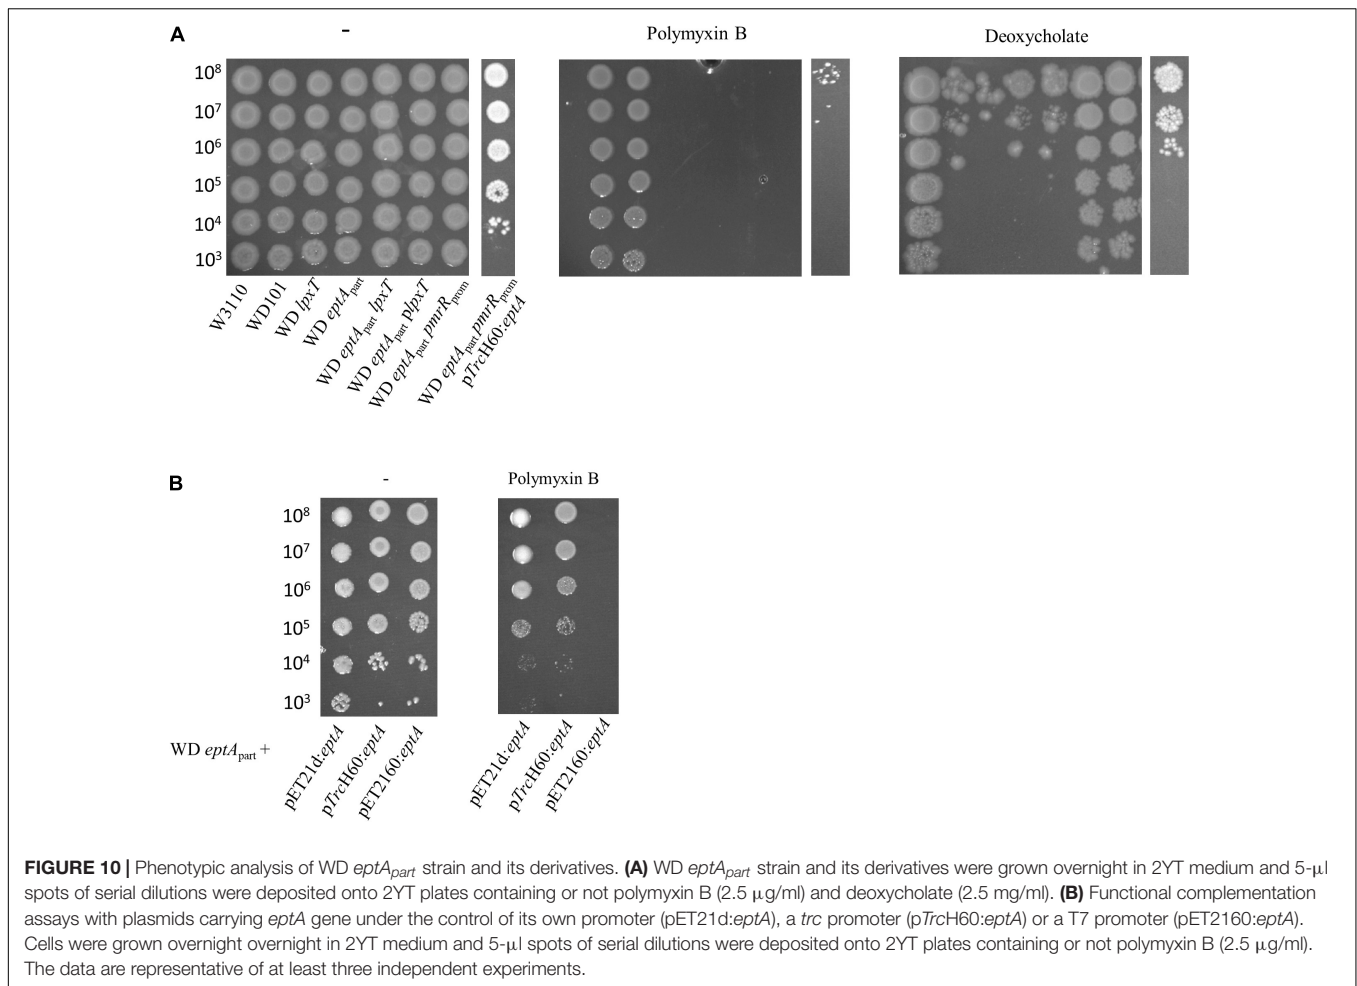 A
-
Polymyxin B
Deoxycholate
10⁸
10⁷
10⁶
10⁵
10⁴
10³
W3110
WD101
WD lpxT
WD eptApart
WD eptApart lpxT
WD eptApart plpxT
WD eptApart pmrRprom
WD eptApart pmrRprom
pTrcH60:eptA
B
-
Polymyxin B
10⁸
10⁷
10⁶
10⁵
10⁴
10³
WD eptApart +
pET21d:eptA
pTrcH60:eptA
pET2160:eptA
pET21d:eptA
pTrcH60:eptA
pET2160:eptA
FIGURE 10 | Phenotypic analysis of WD eptApart strain and its derivatives. (A) WD eptApart strain and its derivatives were grown overnight in 2YT medium and 5-μl
spots of serial dilutions were deposited onto 2YT plates containing or not polymyxin B (2.5 μg/ml) and deoxycholate (2.5 mg/ml). (B) Functional complementation
assays with plasmids carrying eptA gene under the control of its own promoter (pET21d:eptA), a trc promoter (pTrcH60:eptA) or a T7 promoter (pET2160:eptA).
Cells were grown overnight overnight in 2YT medium and 5-μl spots of serial dilutions were deposited onto 2YT plates containing or not polymyxin B (2.5 μg/ml).
The data are representative of at least three independent experiments.